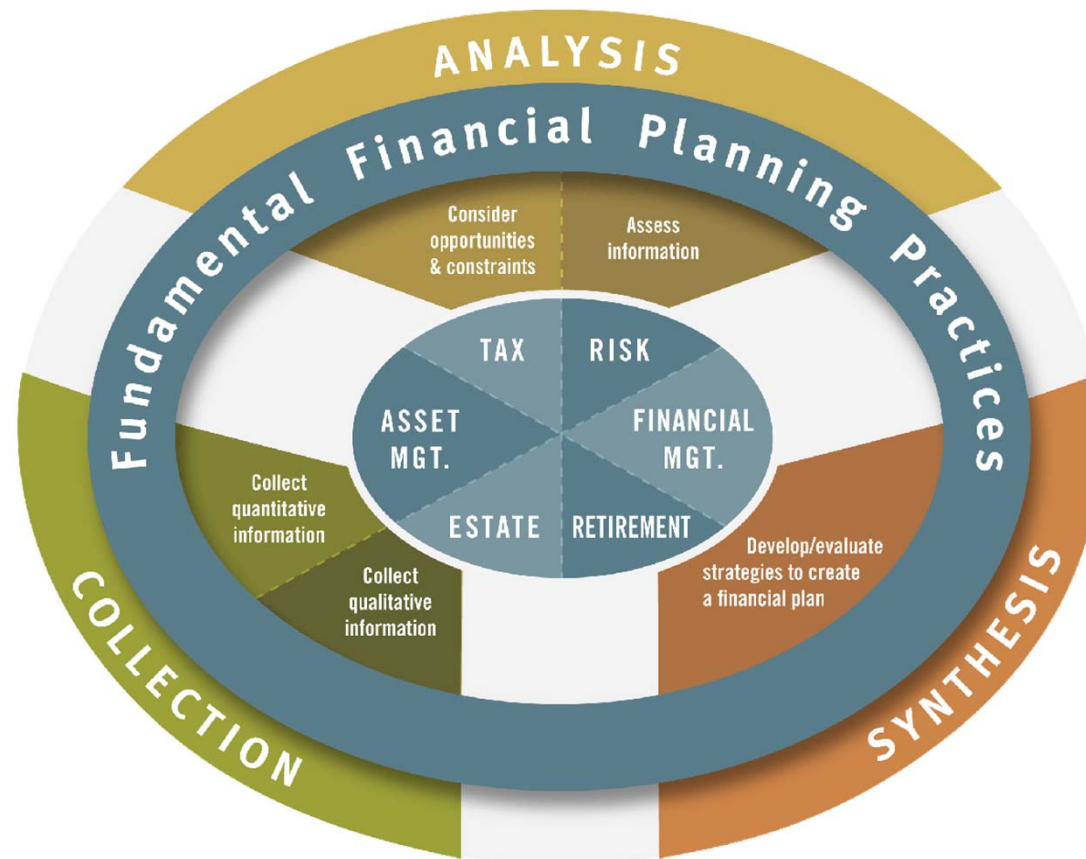 ANALYSIS
Fundamental Financial Planning Practices
Consider
opportunities
& constraints
Assess
information
TAX
RISK
ASSET
MGT.
FINANCIAL
MGT.
ESTATE
RETIREMENT
Collect
quantitative
information
Collect
qualitative
information
Develop/evaluate
strategies to create
a financial plan
COLLECTION
SYNTHESIS